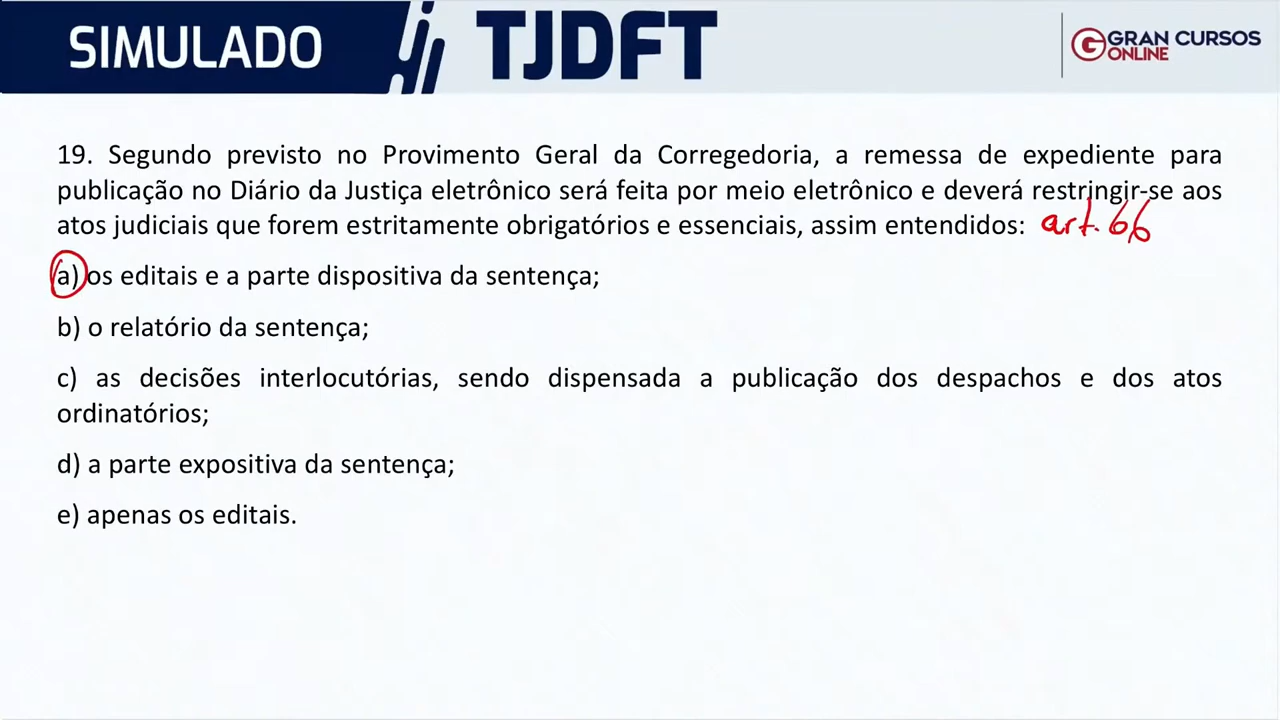 SIMULADO
TJDFT
GRAN CURSOS
ONLINE
19. Segundo previsto no Provimento Geral da Corregedoria, a remessa de expediente para
publicação no Diário da Justiça eletrônico será feita por meio eletrônico e deverá restringir-se aos
atos judiciais que forem estritamente obrigatórios e essenciais, assim entendidos: art. 66
a) os editais e a parte dispositiva da sentença;
b) o relatório da sentença;
c) as decisões interlocutórias, sendo dispensada a publicação dos despachos e dos atos
ordinatórios;
d) a parte expositiva da sentença;
e) apenas os editais.